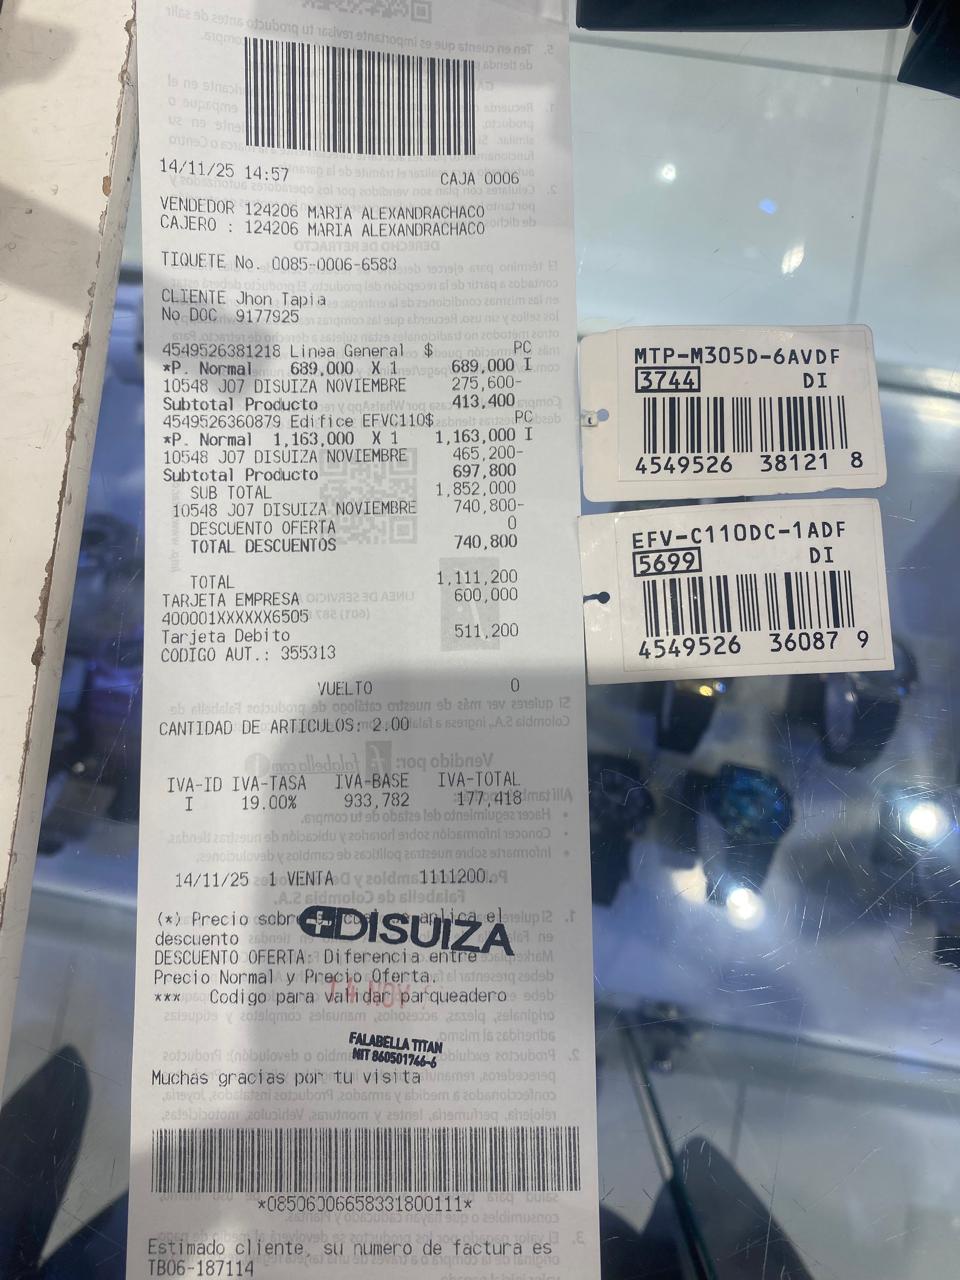 14/11/25 14:57 CAJA 0006
VENDEDOR 124206 MARIA ALEXANDRACHACO
CAJERO : 124206 MARIA ALEXANDRACHACO
TIQUETE No. 0085-0006-6583
CLIENTE Jhon Tapia
No DOC 9177925
4549526381218 Linea General $ PC
*P. Normal 689,000 X 1 689,000 I
10548 J07 DISUIZA NOVIEMBRE 275,600-
Subtotal Producto 413,400
4549526360879 Edifice EFVC110$ PC
*P. Normal 1,163,000 X 1 1,163,000 I
10548 J07 DISUIZA NOVIEMBRE 465,200-
Subtotal Producto 697,800
SUB TOTAL 1,852,000
10548 J07 DISUIZA NOVIEMBRE 740,800-
DESCUENTO OFERTA 0
TOTAL DESCUENTOS 740,800
TOTAL 1,111,200
TARJETA EMPRESA 600,000
400001XXXXXX6505
Tarjeta Debito 511,200
CODIGO AUT.: 355313
VUELTO 0
CANTIDAD DE ARTICULOS: 2.00
IVA-ID IVA-TASA IVA-BASE IVA-TOTAL
I 19.00% 933,782 177,418
14/11/25 1 VENTA 1111200.
(*) Precio sobre el cual se aplica el
descuento
DISUIZA
DESCUENTO OFERTA: Diferencia entre
Precio Normal y Precio Oferta.
*** Codigo para validar parqueadero
FALABELLA TITAN
NIT 860501746-6
Muchas gracias por tu visita
*08506006658331800111*
Estimado cliente, su numero de factura es
TB06-187114
MTP-M305D-6AVDF
3744 DI
4549526 38121 8
EFV-C110DC-1ADF
5699 DI
4549526 36087 9